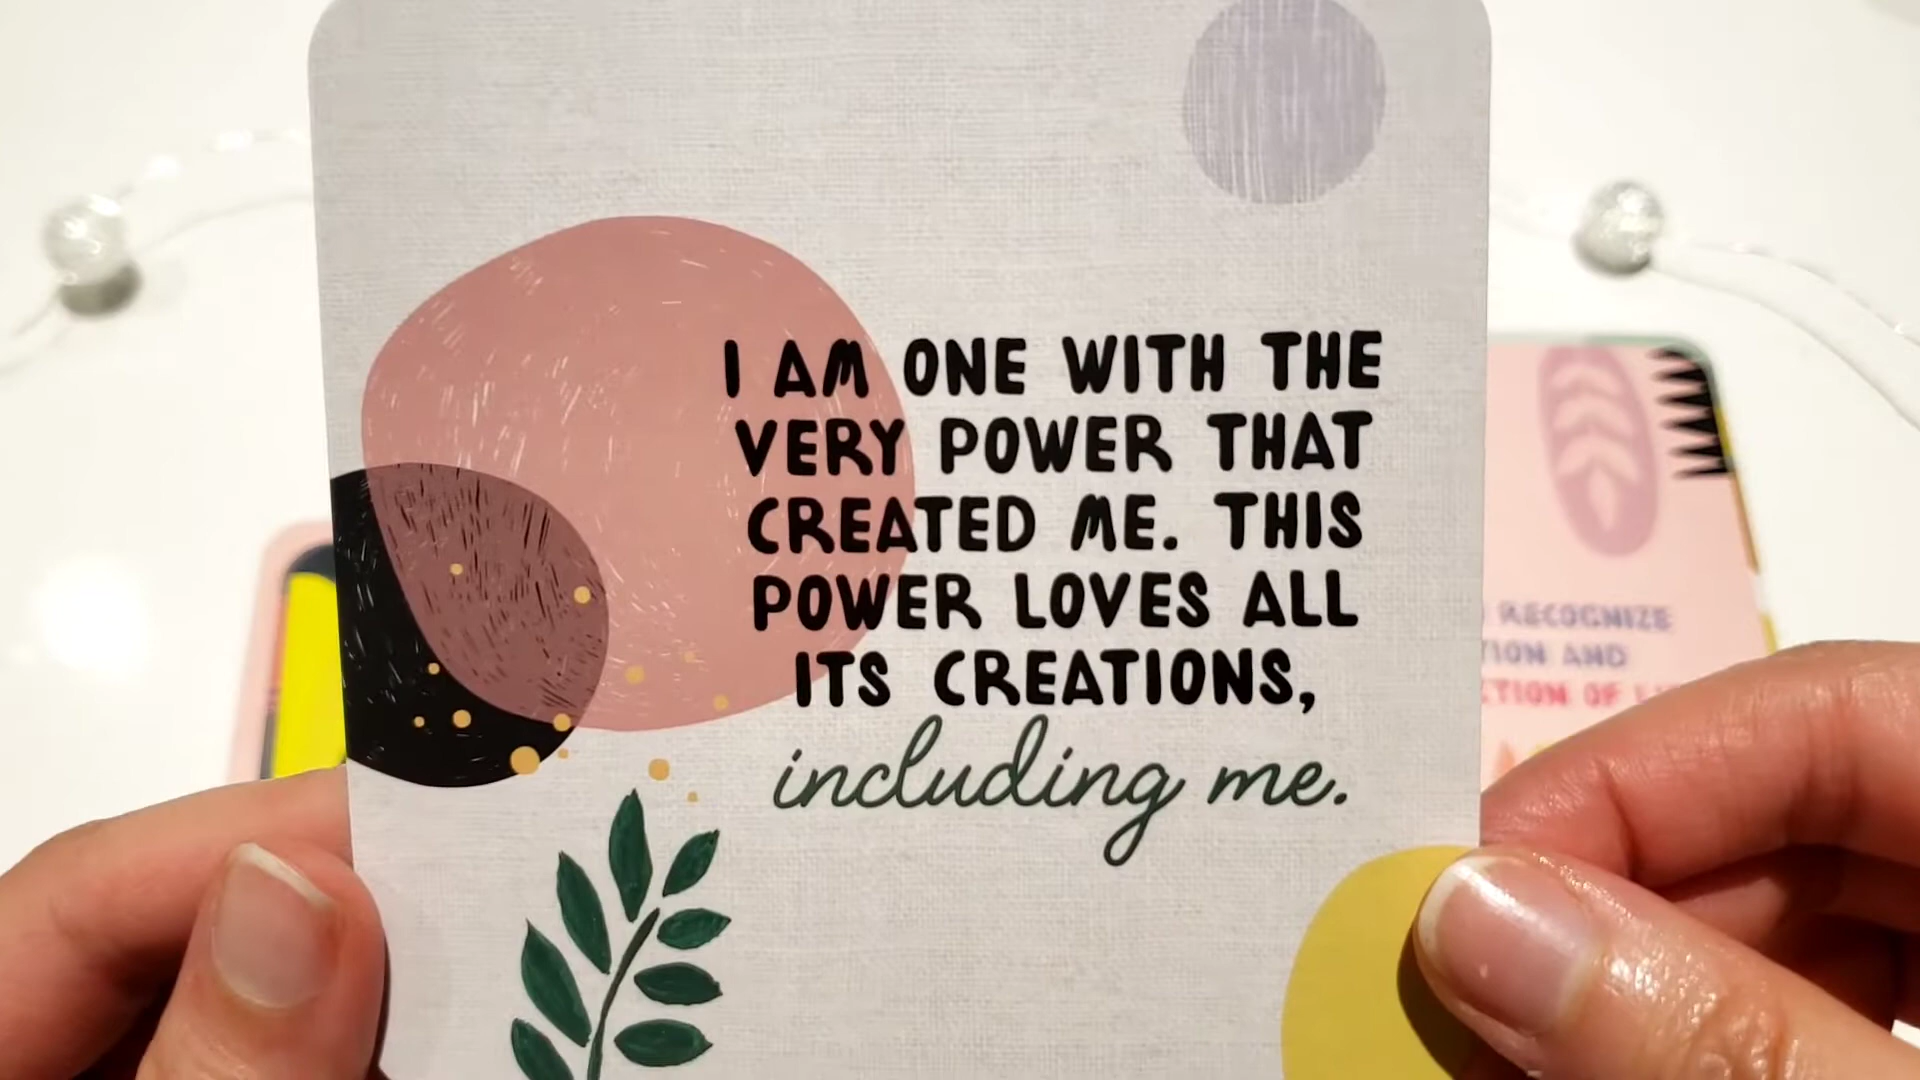 I AM ONE WITH THE
VERY POWER THAT
CREATED ME. THIS
POWER LOVES ALL
ITS CREATIONS,
including me.
RECOGNIZE
TION AND
CTION OF